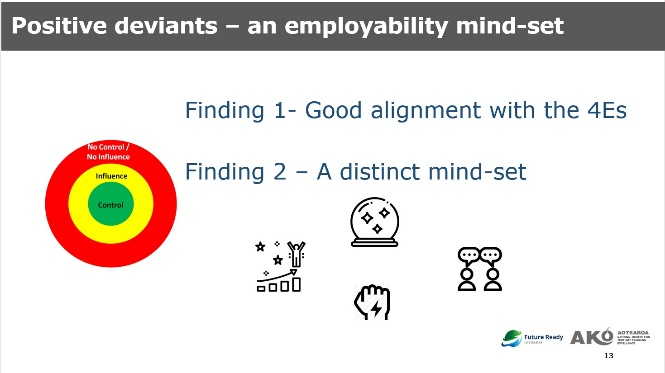 Positive deviants – an employability mind-set
Finding 1- Good alignment with the 4Es
No Control /
No Influence
Influence
Control
Finding 2 – A distinct mind-set
Future Ready
AKO
AOTEAROA
13